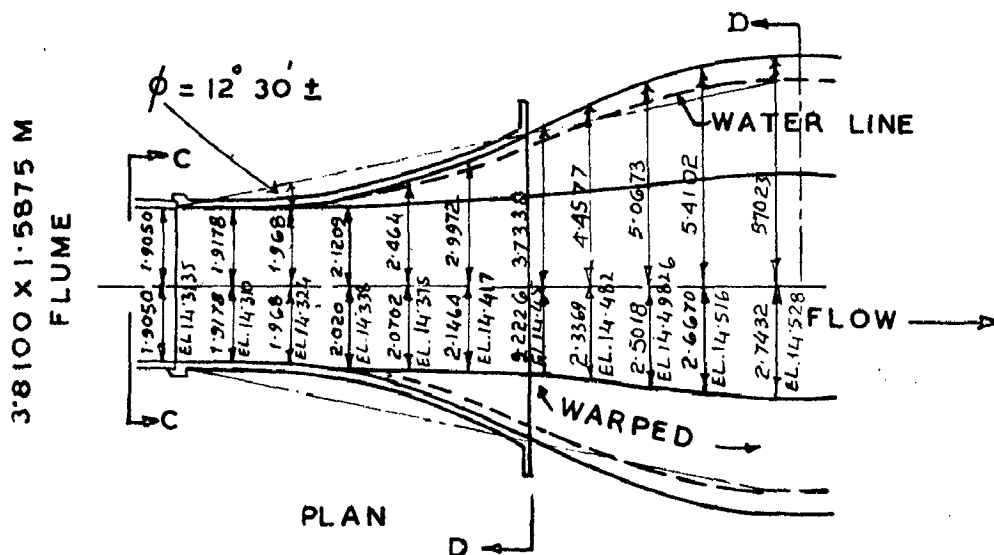 D
φ = 12° 30' ±
WATER LINE
C
3.8100 X 1.5875 M
FLUME
1.9050
1.9178
1.968
2.1209
2.464
2.9972
4.4577
5.0673
5.4102
5.7023
1.9050
EL.14.3135
1.9178
EL.14.310
1.968
EL.14.324
2.020
EL.14.338
2.0702
EL.14.375
2.1464
EL.14.417
2.2226
2.3369
EL.14.482
2.5018
EL.14.49826
2.6670
EL.14.516
2.7432
EL.14.528
FLOW
C
WARPED
PLAN
D